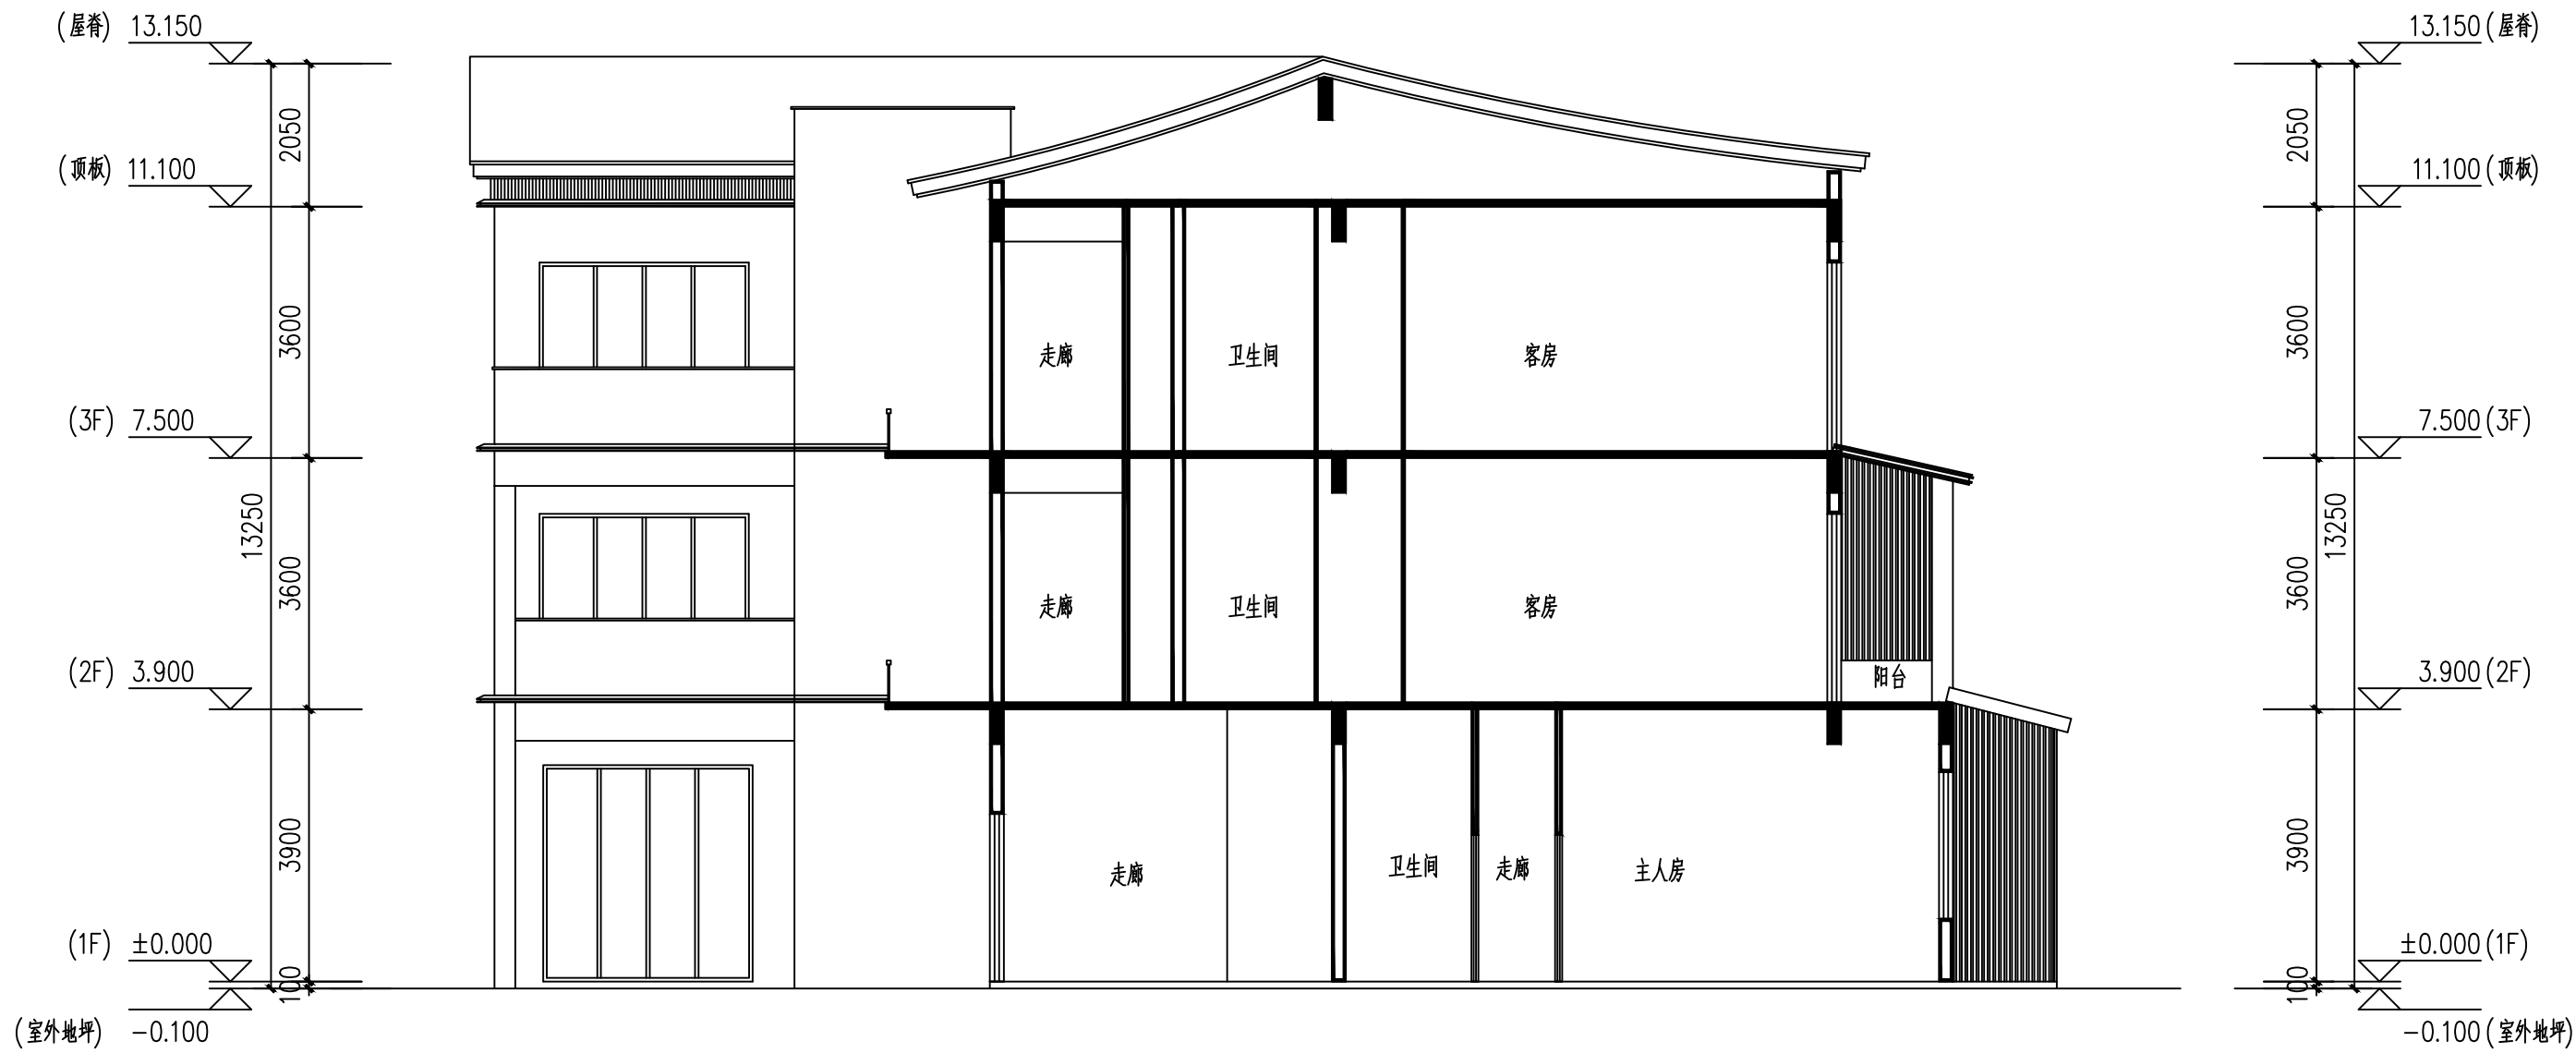 (屋脊) 13.150
13.150 (屋脊)
2050
2050
(顶板) 11.100
11.100 (顶板)
3600
3600
走廊 卫生间 客房
(3F) 7.500
7.500 (3F)
13250
13250
3600
3600
走廊 卫生间 客房
(2F) 3.900
3.900 (2F)
阳台
3900
3900
走廊 卫生间 走廊 主人房
(1F) ±0.000
±0.000 (1F)
100
100
(室外地坪) -0.100
-0.100 (室外地坪)